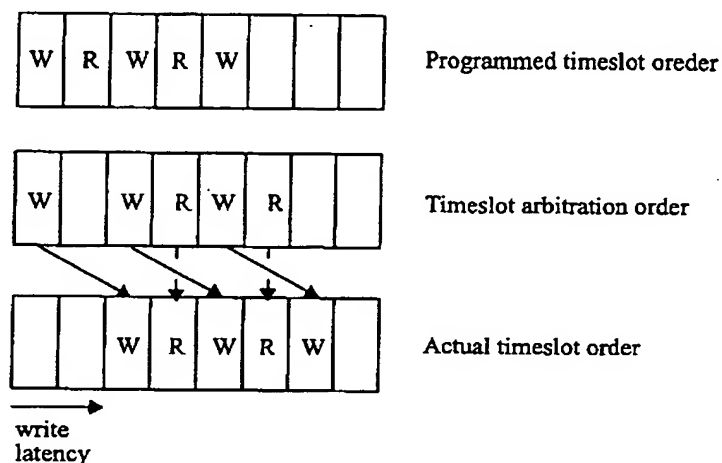 W R W R W
Programmed timeslot oreder
W W R W R
Timeslot arbitration order
W R W R W
Actual timeslot order
write
latency